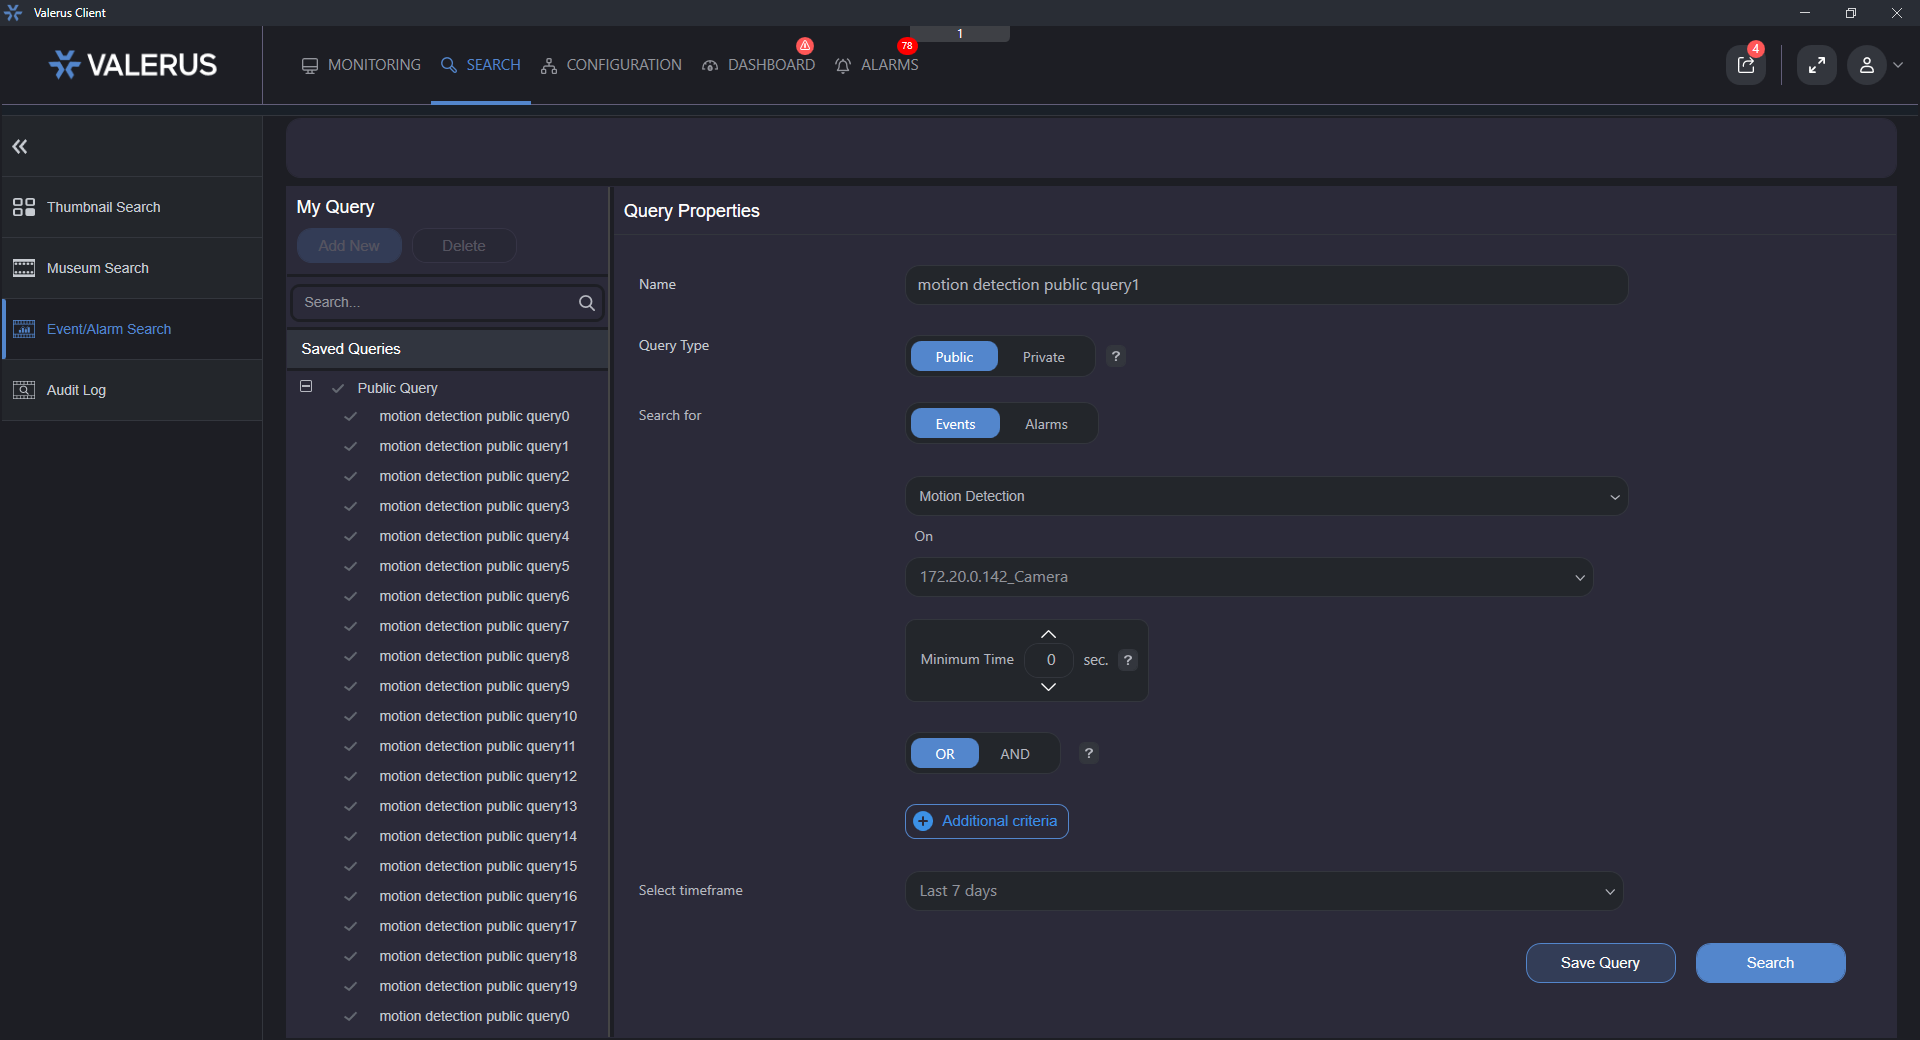 Valerus Client
1
VALERUS
MONITORING
SEARCH
CONFIGURATION
DASHBOARD
78
ALARMS
4
Thumbnail Search
Museum Search
Event/Alarm Search
Audit Log
My Query
Add New
Delete
Search...
Saved Queries
Public Query
motion detection public query0
motion detection public query1
motion detection public query2
motion detection public query3
motion detection public query4
motion detection public query5
motion detection public query6
motion detection public query7
motion detection public query8
motion detection public query9
motion detection public query10
motion detection public query11
motion detection public query12
motion detection public query13
motion detection public query14
motion detection public query15
motion detection public query16
motion detection public query17
motion detection public query18
motion detection public query19
motion detection public query0
Query Properties
Name
motion detection public query1
Query Type
Public
Private
?
Search for
Events
Alarms
Motion Detection
On
172.20.0.142_Camera
Minimum Time
0
sec.
?
OR
AND
?
Additional criteria
Select timeframe
Last 7 days
Save Query
Search